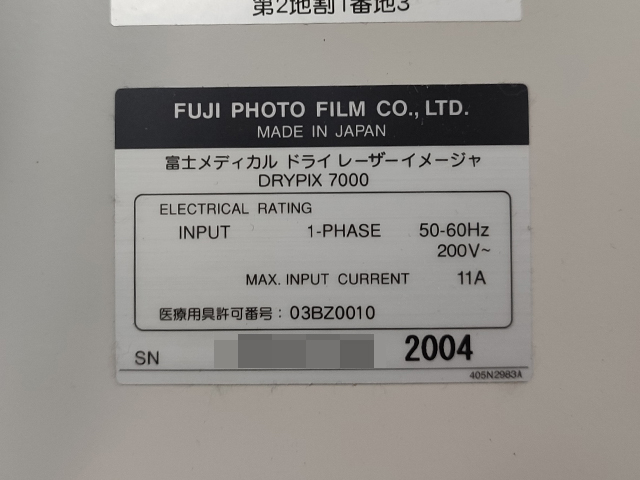 第2地割1番地3
FUJI PHOTO FILM CO., LTD.
MADE IN JAPAN
富士メディカル ドライ レーザーイメージャ
DRYPIX 7000
ELECTRICAL RATING
INPUT 1-PHASE 50-60Hz
200V~
MAX. INPUT CURRENT 11A
医療用具許可番号：03BZ0010
SN 2004
405N2983A